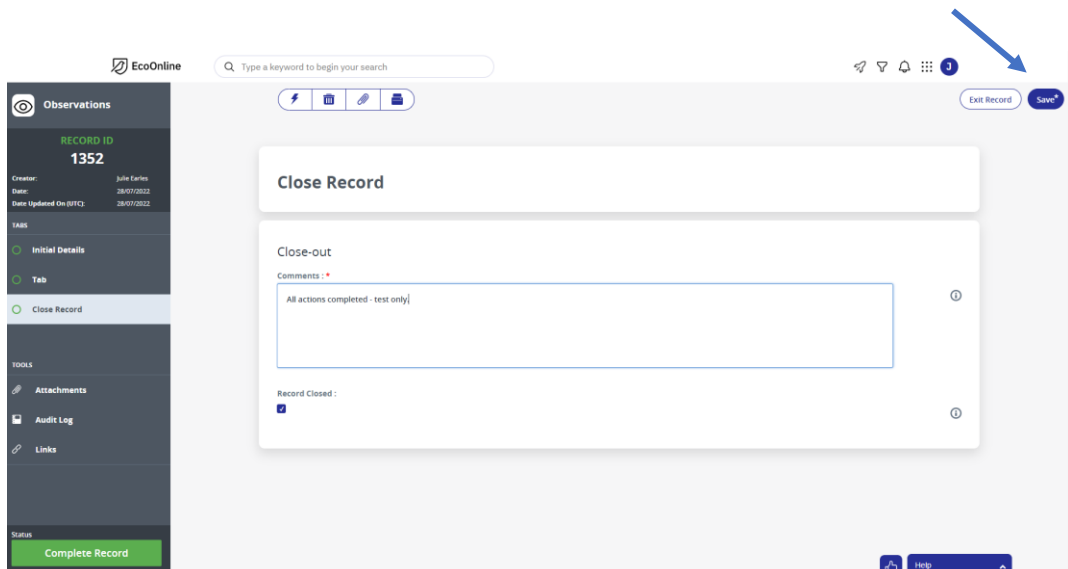 EcoOnline
Type a keyword to begin your search
J
Observations
Exit Record
Save*
RECORD ID
1352
Creator: Julie Earles
Date: 28/07/2022
Date Updated On (UTC): 28/07/2022
TABS
Initial Details
Tab
Close Record
TOOLS
Attachments
Audit Log
Links
Status
Complete Record
Close Record
Close-out
Comments : *
All actions completed - test only
Record Closed :
Help